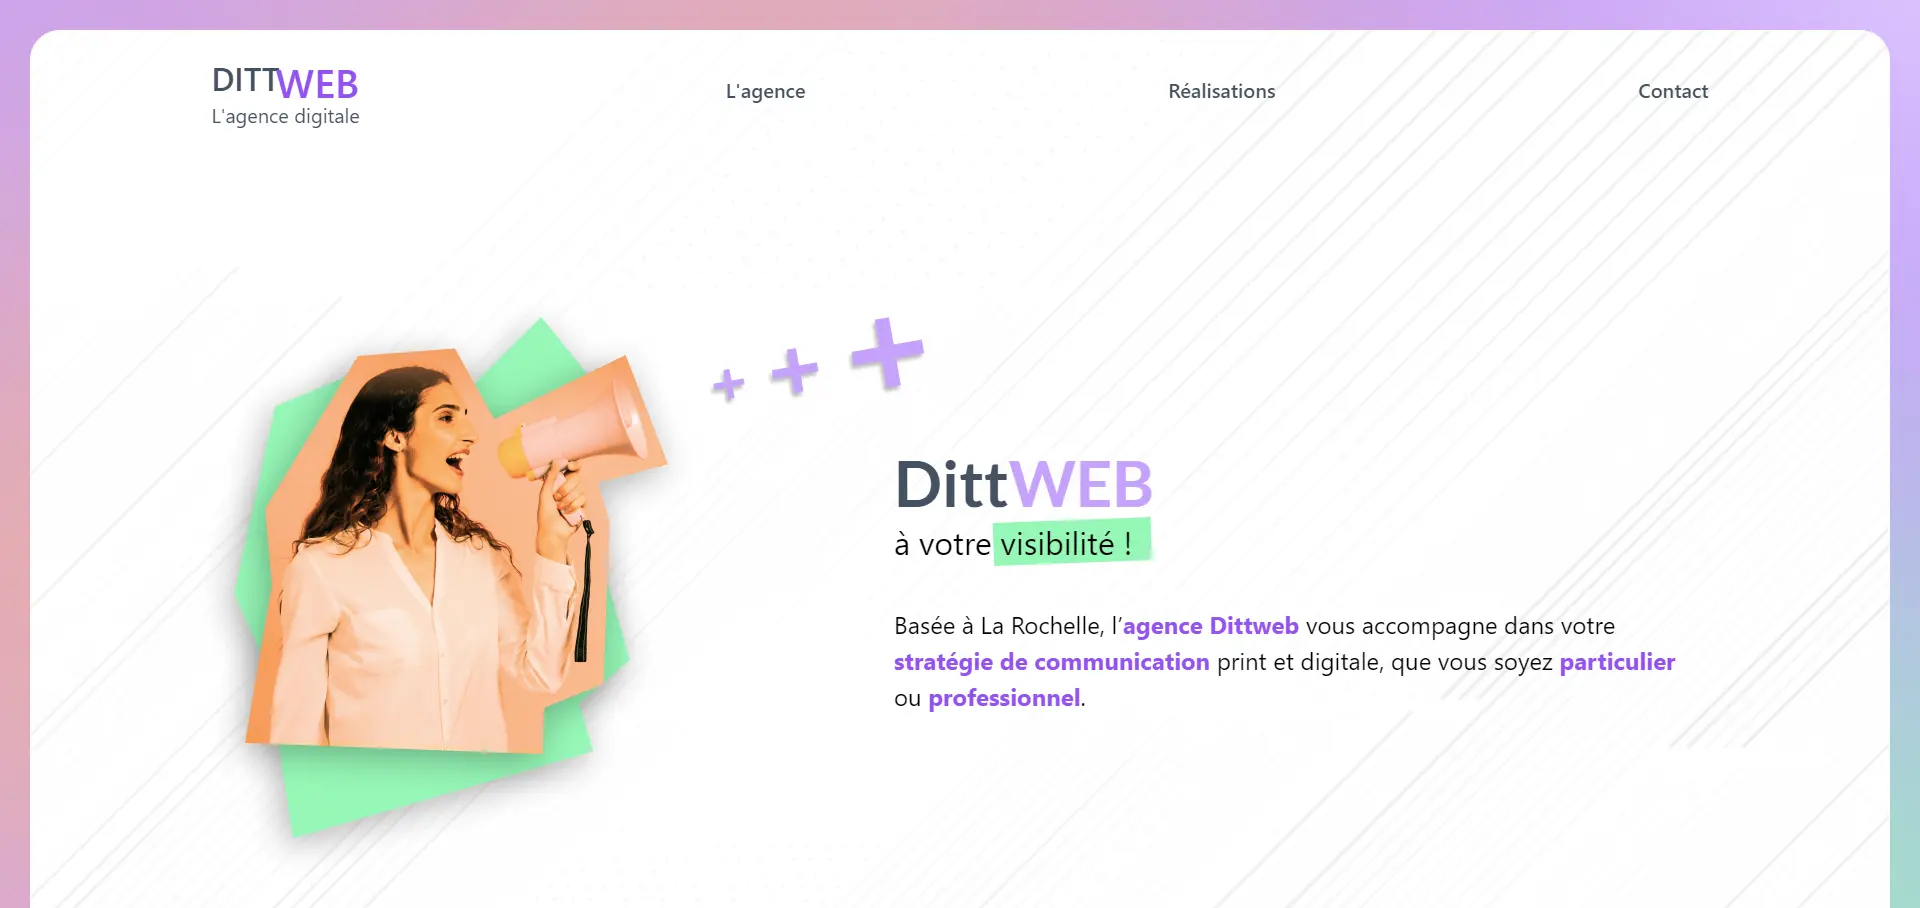 DITTWEB
L'agence digitale
L'agence
Réalisations
Contact
DittWEB
à votre visibilité !
Basée à La Rochelle, l’agence Dittweb vous accompagne dans votre
stratégie de communication print et digitale, que vous soyez particulier
ou professionnel.